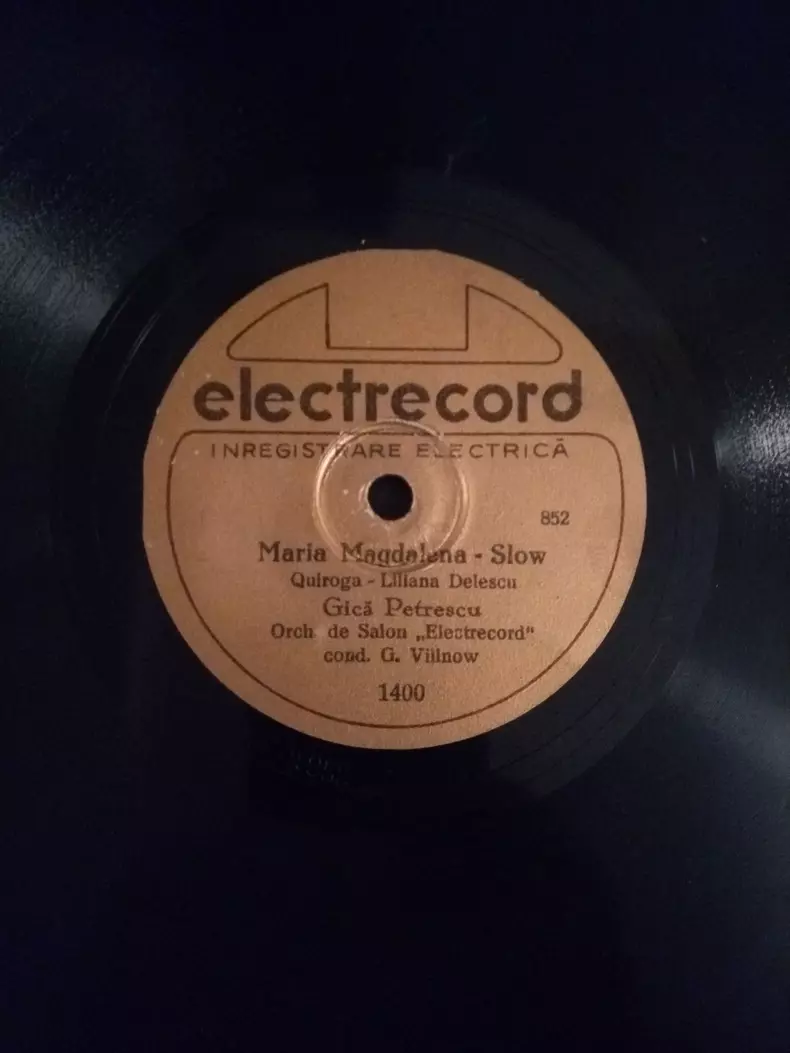 electrecord
INREGISTRARE ELECTRICĂ
852
Maria Magdalena - Slow
Quiroga - Liliana Delescu
Gică Petrescu
Orch. de Salon „Electrecord"
cond. G. Viilnow
1400